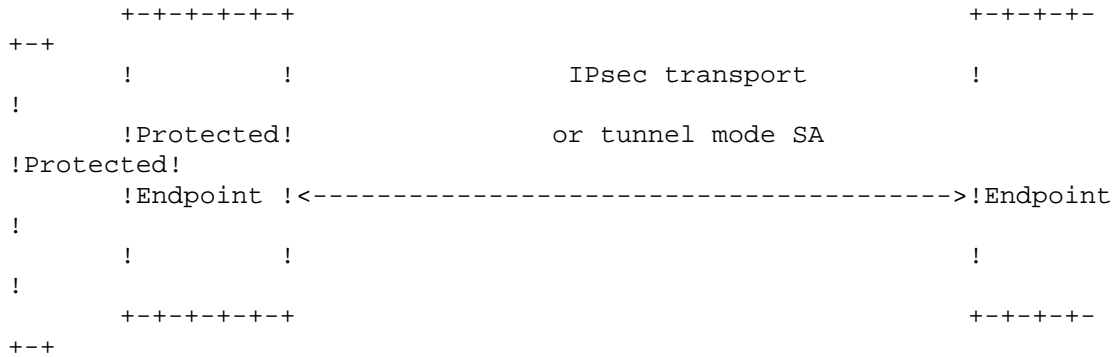 +-+-+-+-+-+                                          +-+-+-+-
+-+
!         !                 IPsec transport          !
!
!Protected!                or tunnel mode SA
!Protected!
!Endpoint !<---------------------------------------->!Endpoint
!
!         !                                          !
!
+-+-+-+-+-+                                          +-+-+-+-
+-+